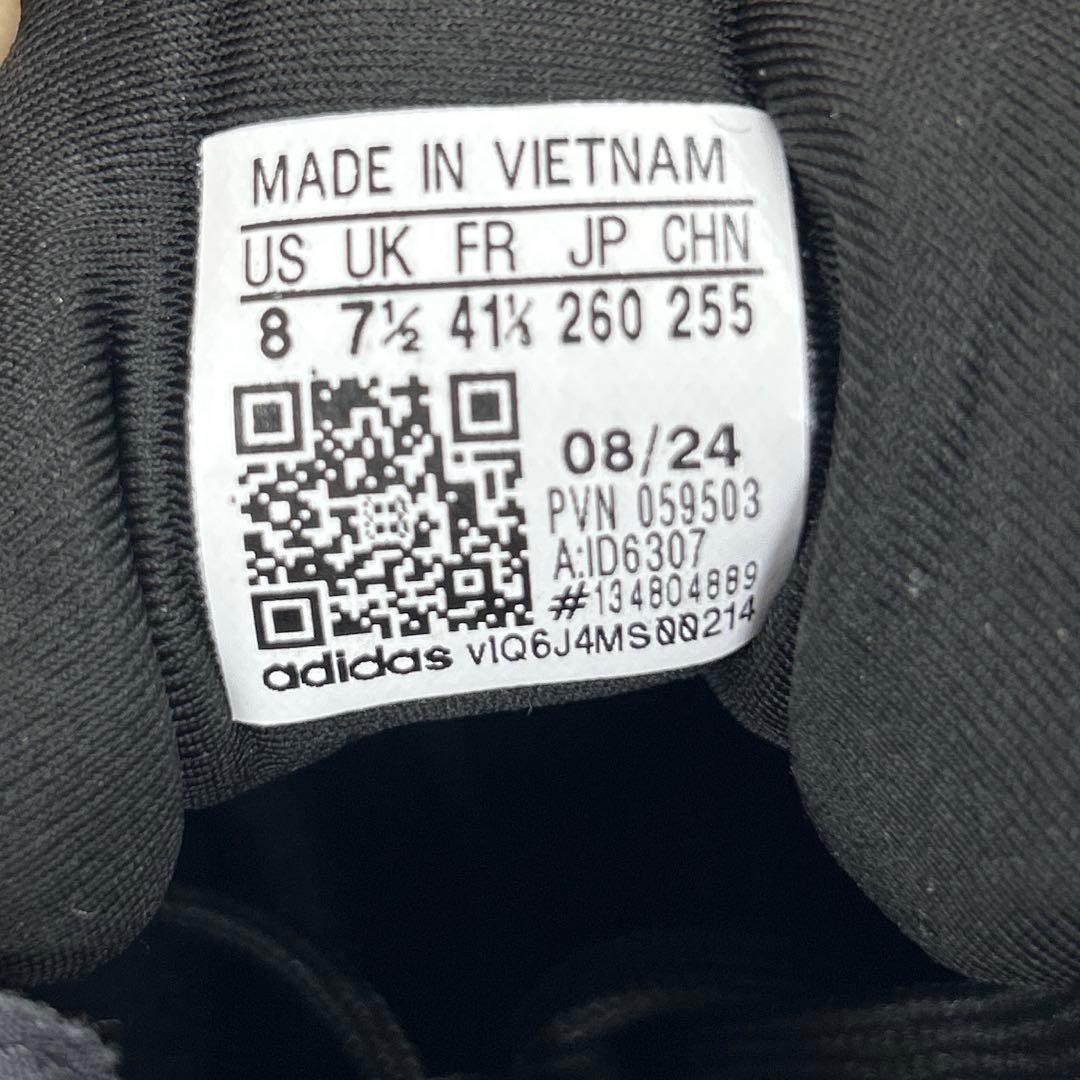 MADE IN VIETNAM
US UK FR JP CHN
8 7½ 41⅓ 260 255
08/24
PVN 059503
A:ID6307
#134804889
adidas vIQ6J4MS00214